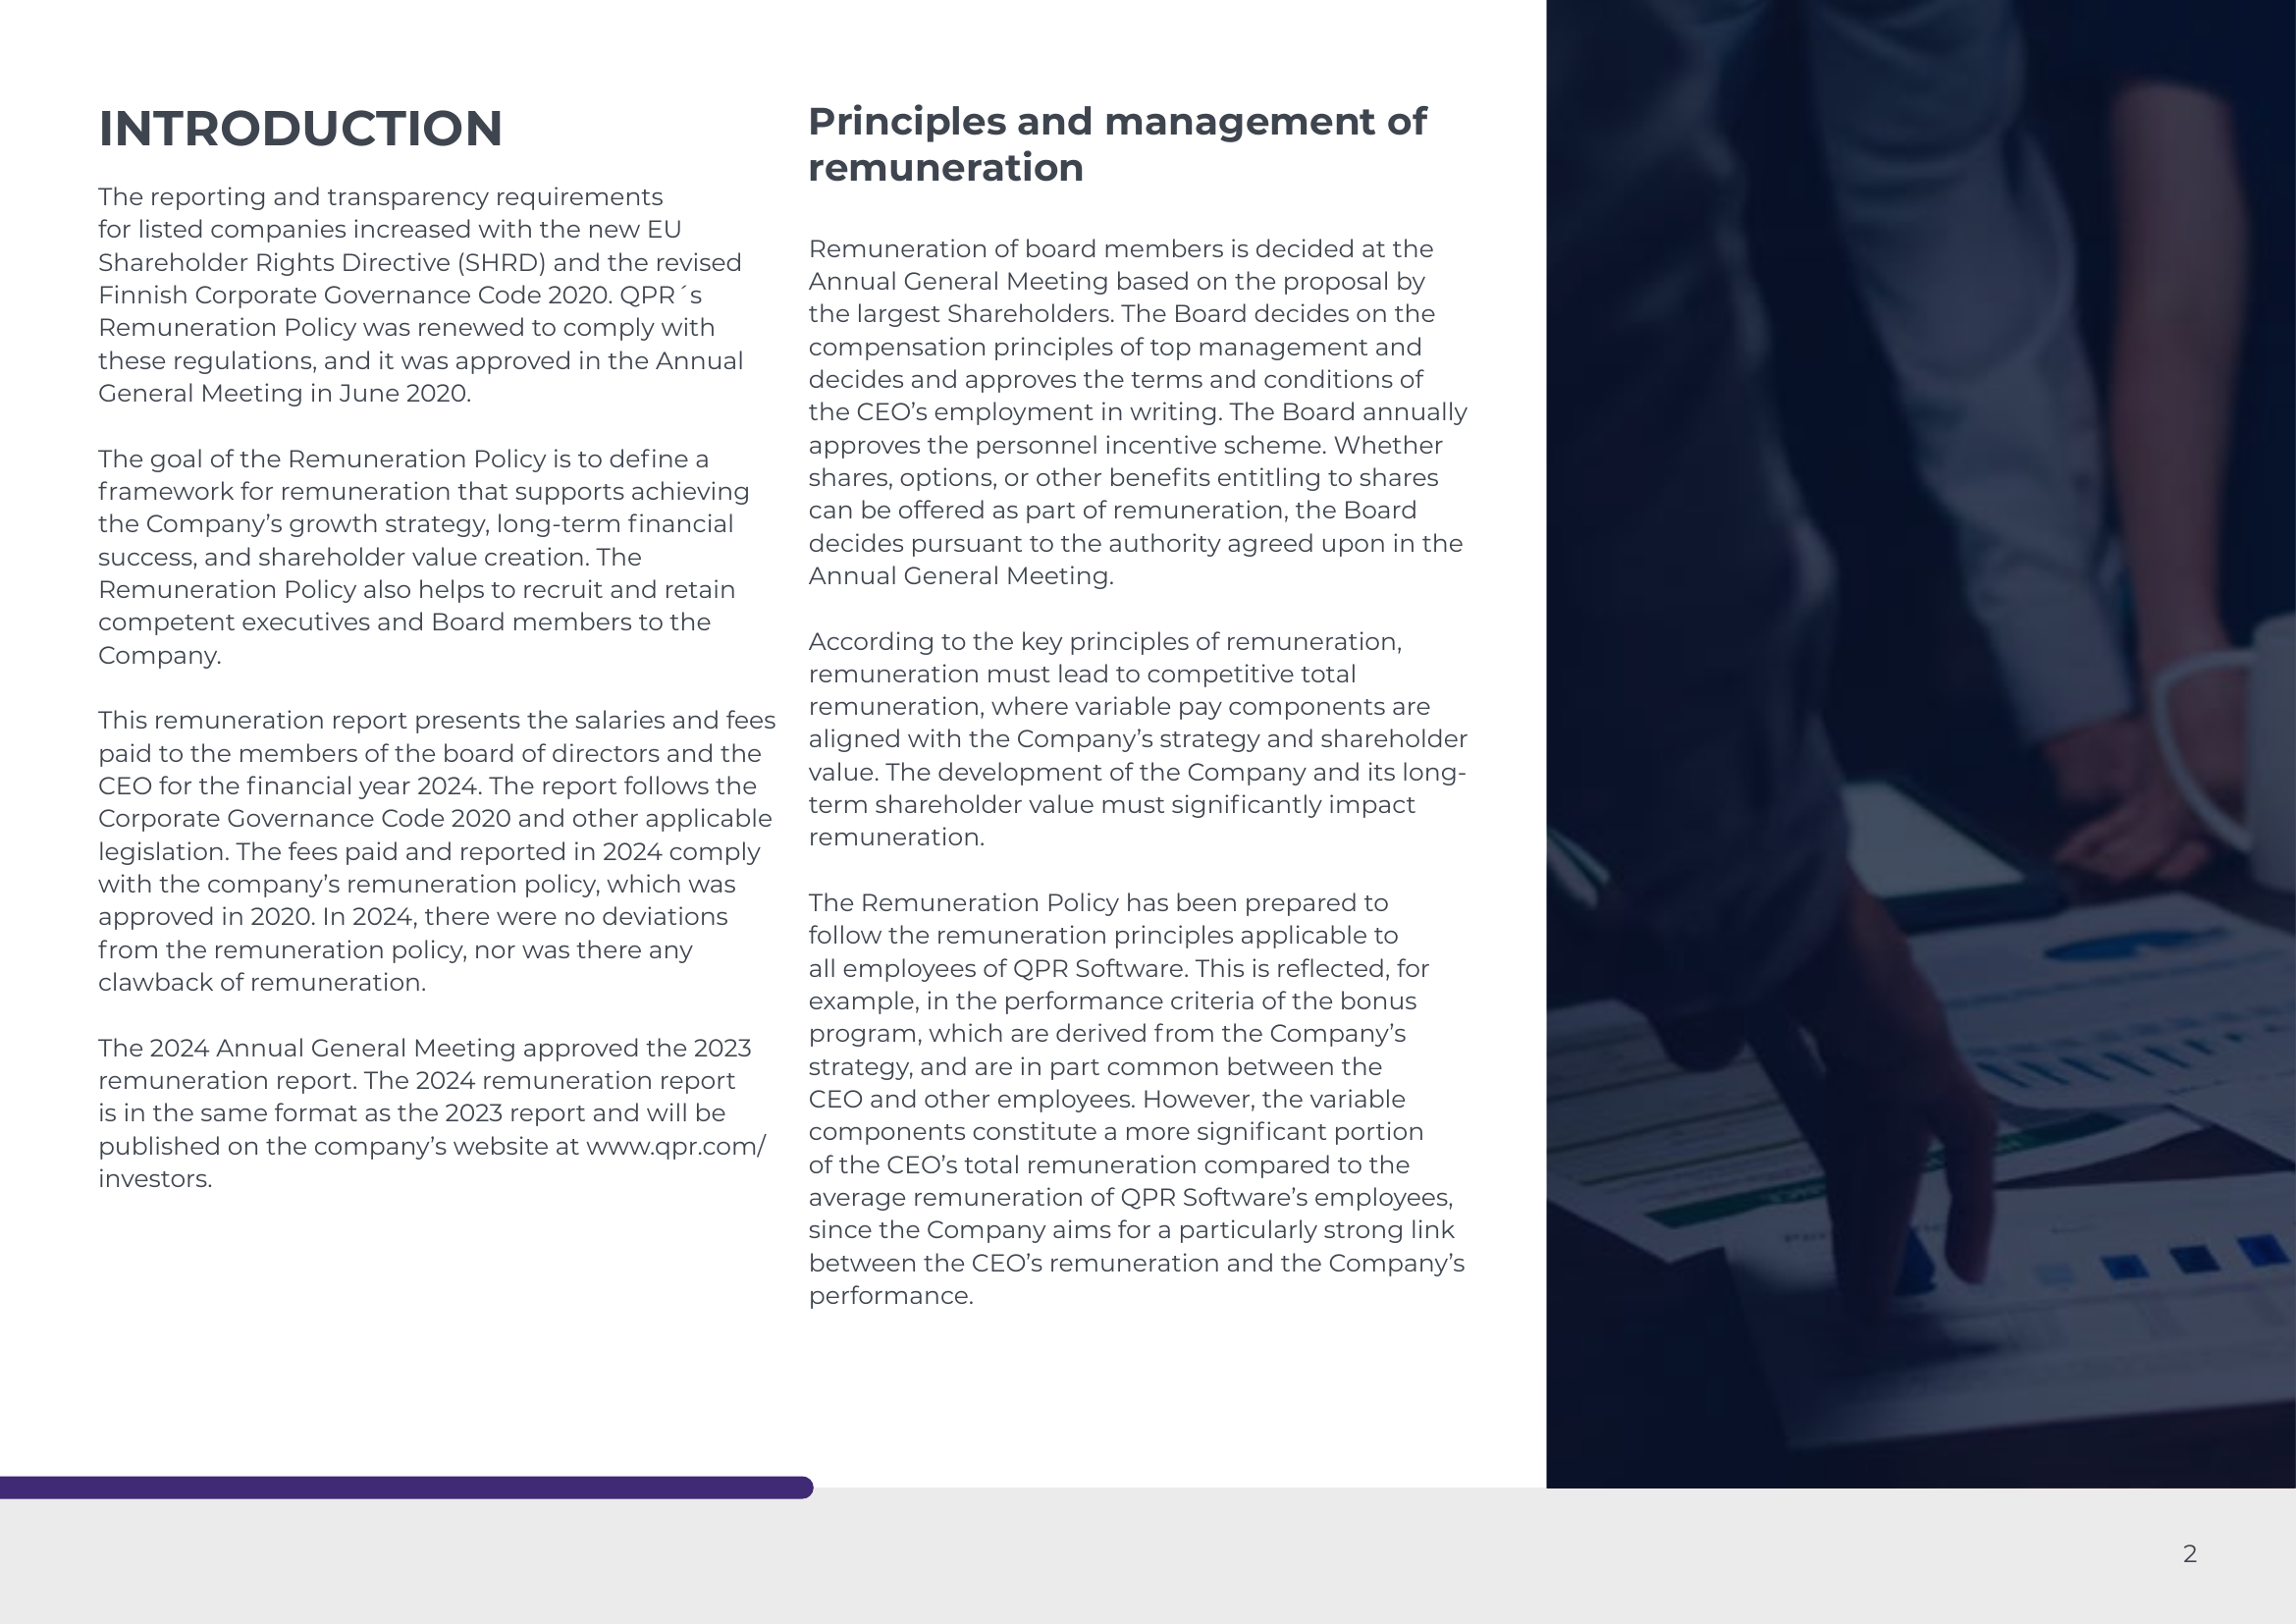 INTRODUCTION
The reporting and transparency requirements
for listed companies increased with the new EU
Shareholder Rights Directive (SHRD) and the revised
Finnish Corporate Governance Code 2020. QPR´s
Remuneration Policy was renewed to comply with
these regulations, and it was approved in the Annual
General Meeting in June 2020.
The goal of the Remuneration Policy is to define a
framework for remuneration that supports achieving
the Company’s growth strategy, long-term financial
success, and shareholder value creation. The
Remuneration Policy also helps to recruit and retain
competent executives and Board members to the
Company.
This remuneration report presents the salaries and fees
paid to the members of the board of directors and the
CEO for the financial year 2024. The report follows the
Corporate Governance Code 2020 and other applicable
legislation. The fees paid and reported in 2024 comply
with the company’s remuneration policy, which was
approved in 2020. In 2024, there were no deviations
from the remuneration policy, nor was there any
clawback of remuneration.
The 2024 Annual General Meeting approved the 2023
remuneration report. The 2024 remuneration report
is in the same format as the 2023 report and will be
published on the company’s website at www.qpr.com/
investors.
Principles and management of
remuneration
Remuneration of board members is decided at the
Annual General Meeting based on the proposal by
the largest Shareholders. The Board decides on the
compensation principles of top management and
decides and approves the terms and conditions of
the CEO’s employment in writing. The Board annually
approves the personnel incentive scheme. Whether
shares, options, or other benefits entitling to shares
can be offered as part of remuneration, the Board
decides pursuant to the authority agreed upon in the
Annual General Meeting.
According to the key principles of remuneration,
remuneration must lead to competitive total
remuneration, where variable pay components are
aligned with the Company’s strategy and shareholder
value. The development of the Company and its long-
term shareholder value must significantly impact
remuneration.
The Remuneration Policy has been prepared to
follow the remuneration principles applicable to
all employees of QPR Software. This is reflected, for
example, in the performance criteria of the bonus
program, which are derived from the Company’s
strategy, and are in part common between the
CEO and other employees. However, the variable
components constitute a more significant portion
of the CEO’s total remuneration compared to the
average remuneration of QPR Software’s employees,
since the Company aims for a particularly strong link
between the CEO’s remuneration and the Company’s
performance.
2